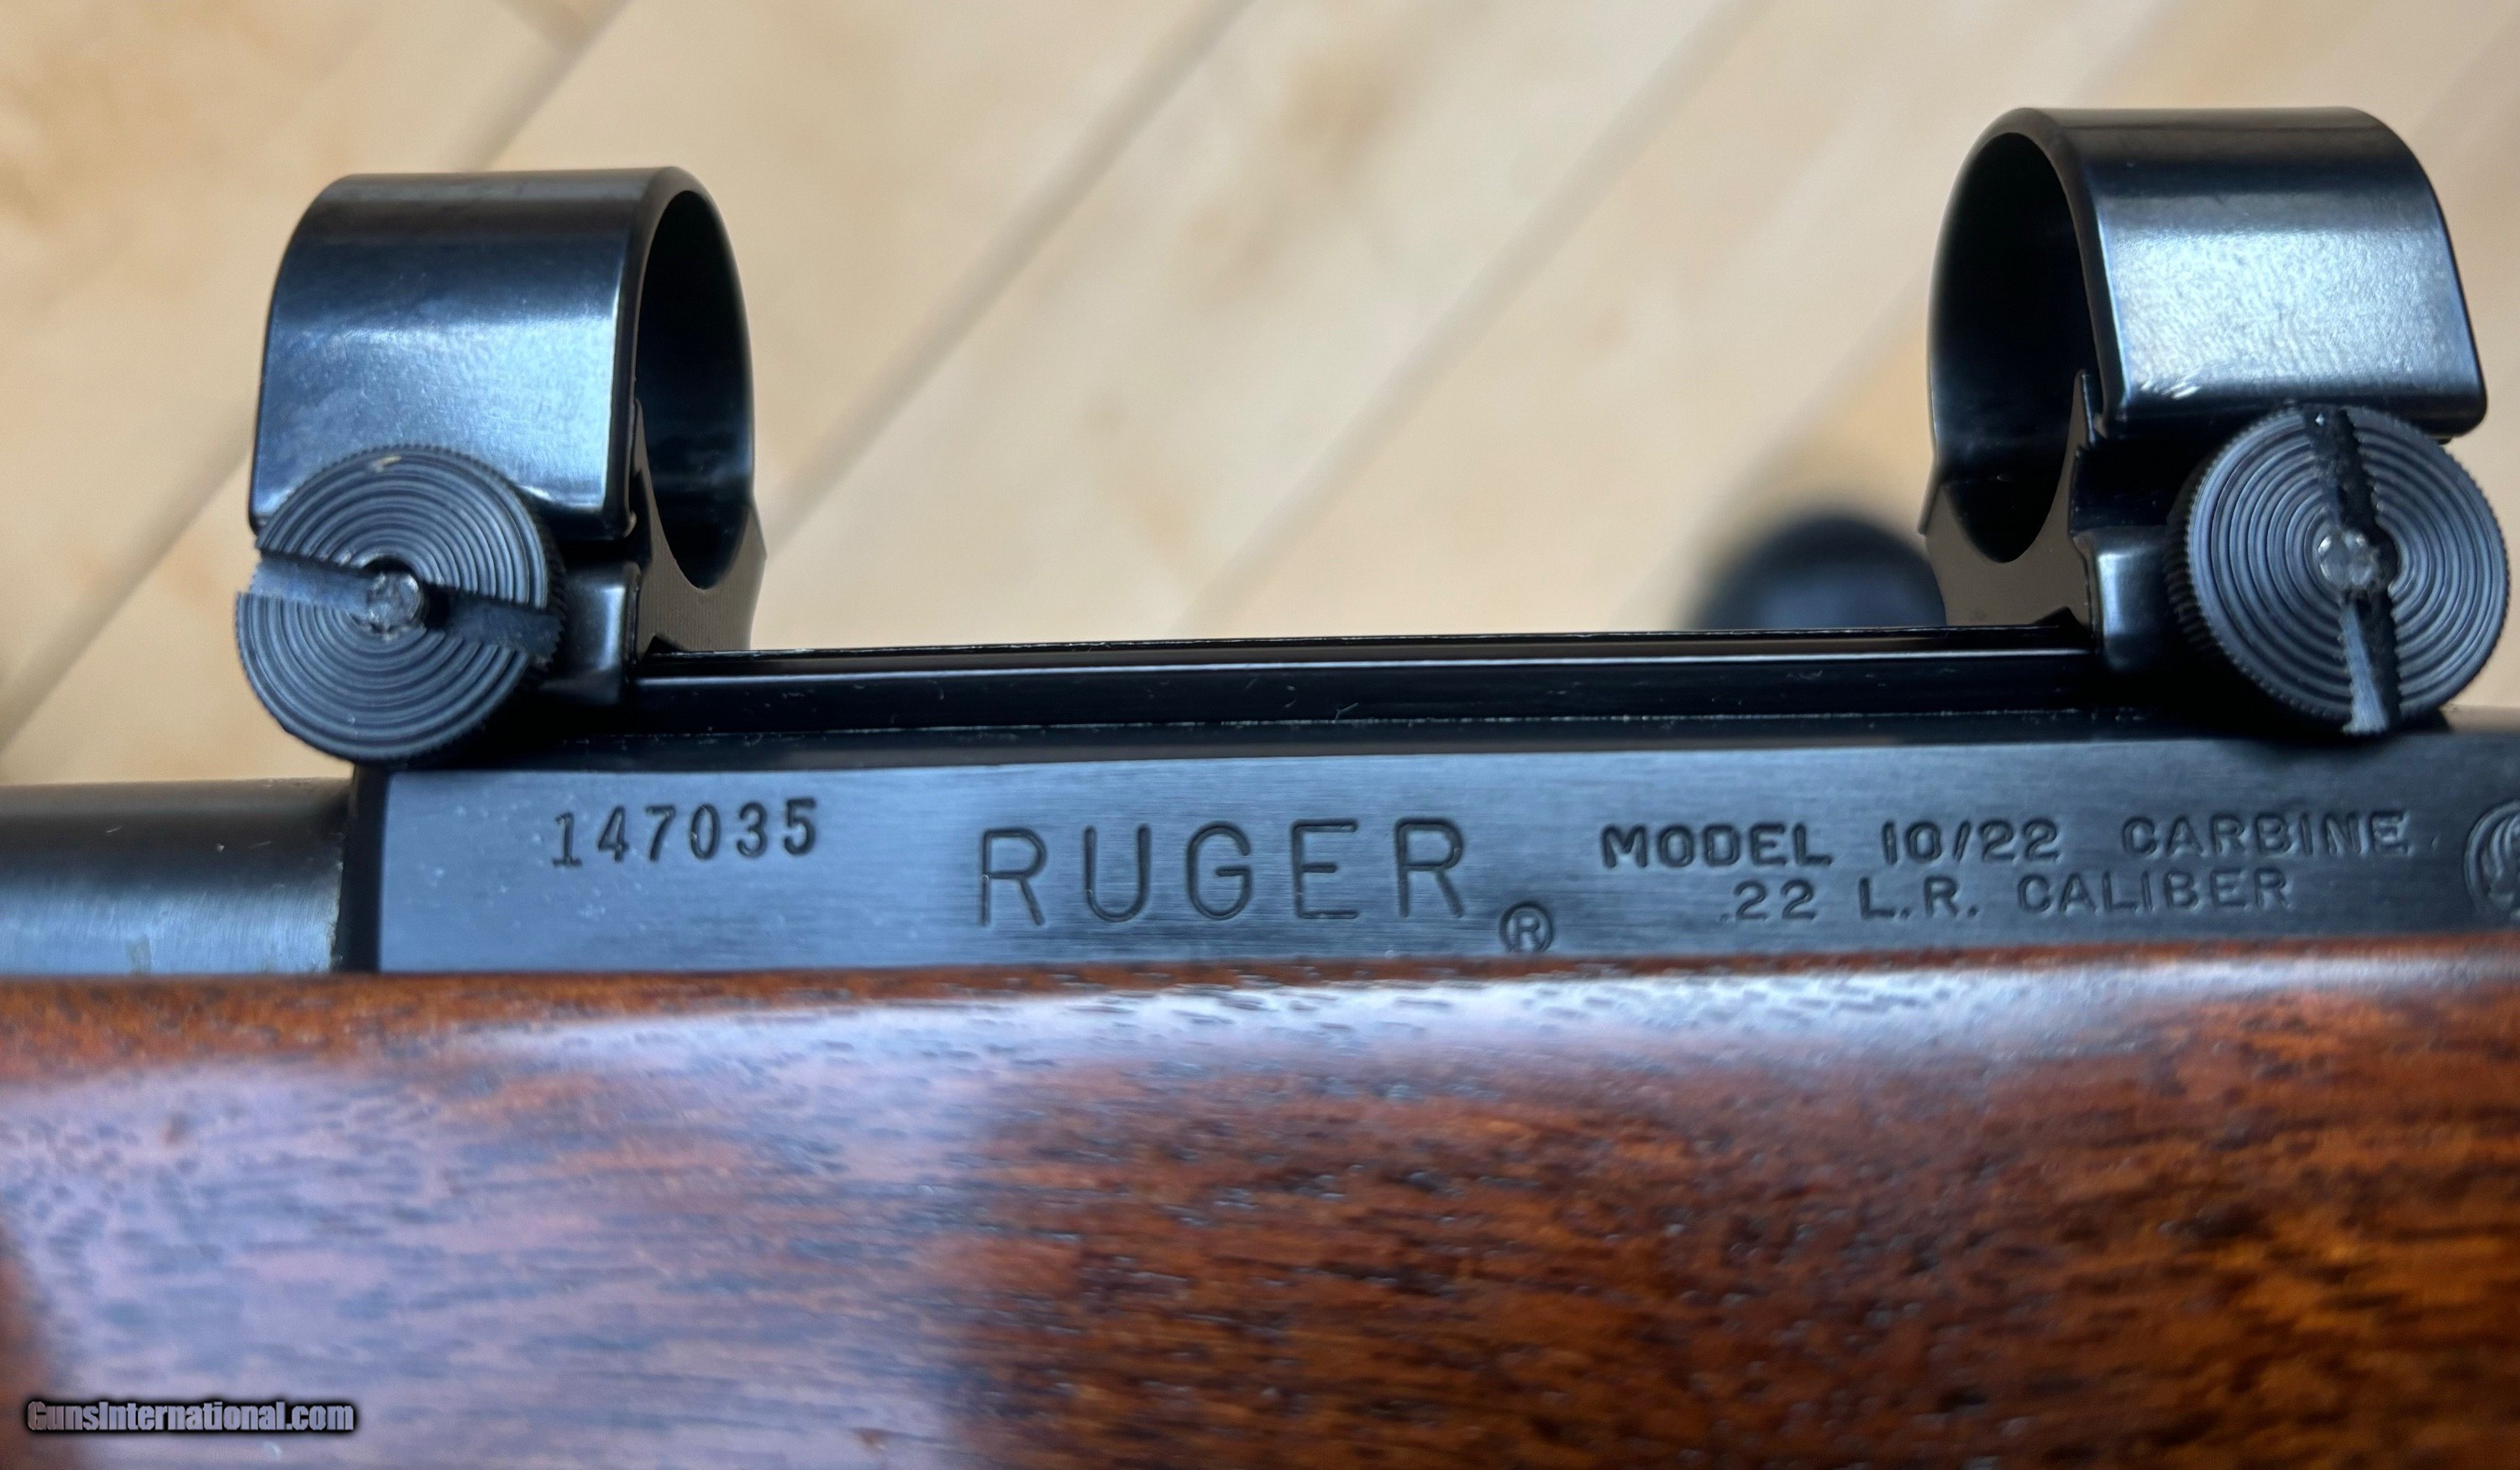 147035
RUGER ®
MODEL 10/22 CARBINE
.22 L.R. CALIBER
GunsInternational.com